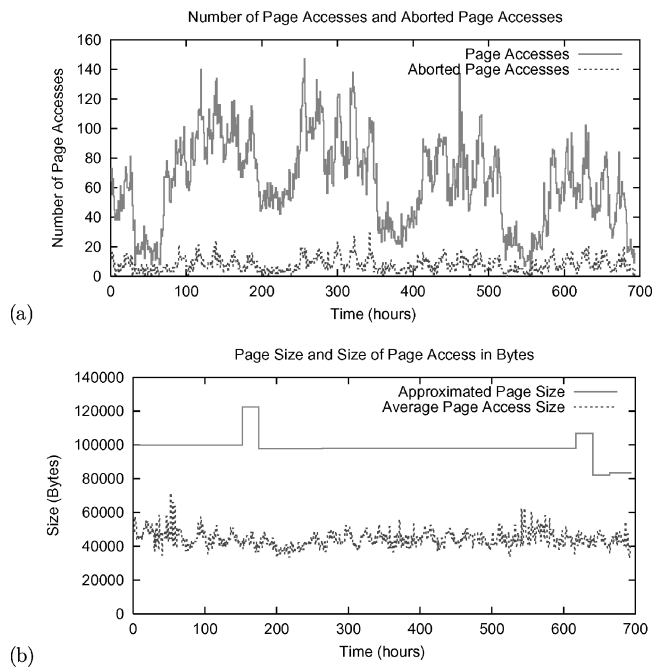 Number of Page Accesses and Aborted Page Accesses
160
140
120
100
80
60
40
20
0
Number of Page Accesses
Page Accesses
Aborted Page Accesses
0 100 200 300 400 500 600 700
Time (hours)
(a)
Page Size and Size of Page Access in Bytes
140000
120000
100000
80000
60000
40000
20000
0
Size (Bytes)
Approximated Page Size
Average Page Access Size
0 100 200 300 400 500 600 700
Time (hours)
(b)